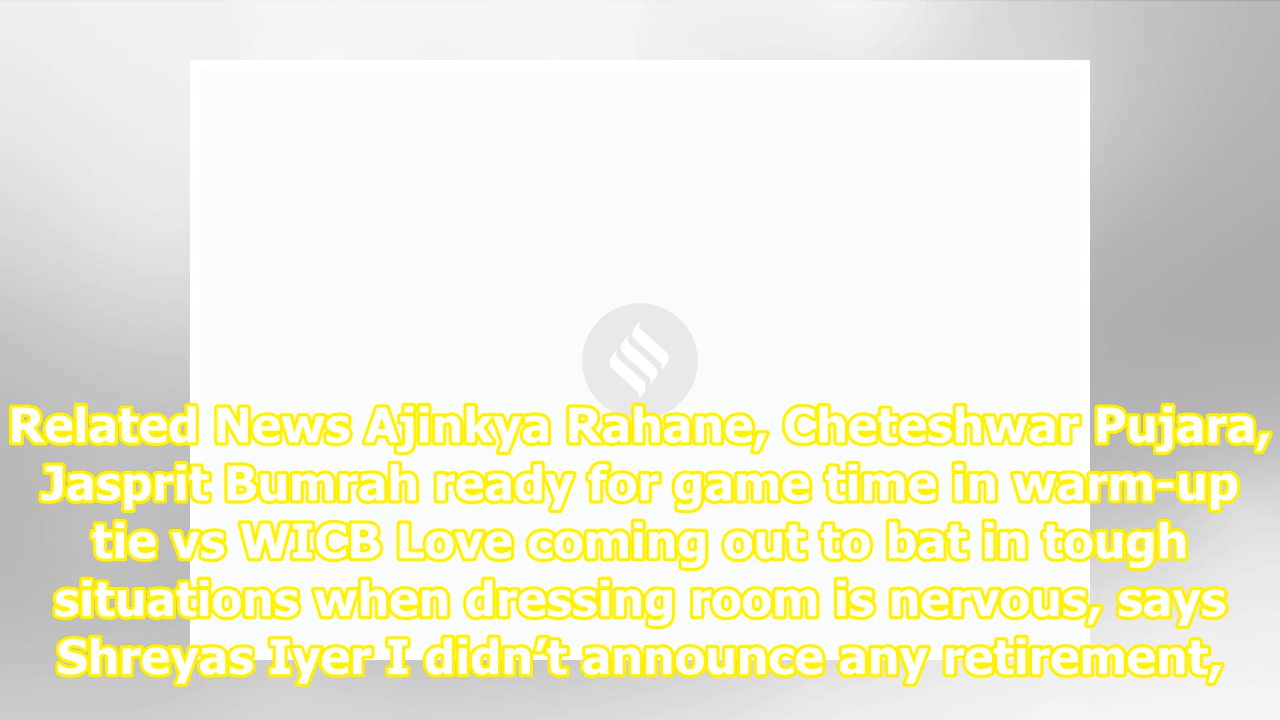 Related News Ajinkya Rahane, Cheteshwar Pujara,
Jasprit Bumrah ready for game time in warm-up
tie vs WICB Love coming out to bat in tough
situations when dressing room is nervous, says
Shreyas Iyer I didn’t announce any retirement,